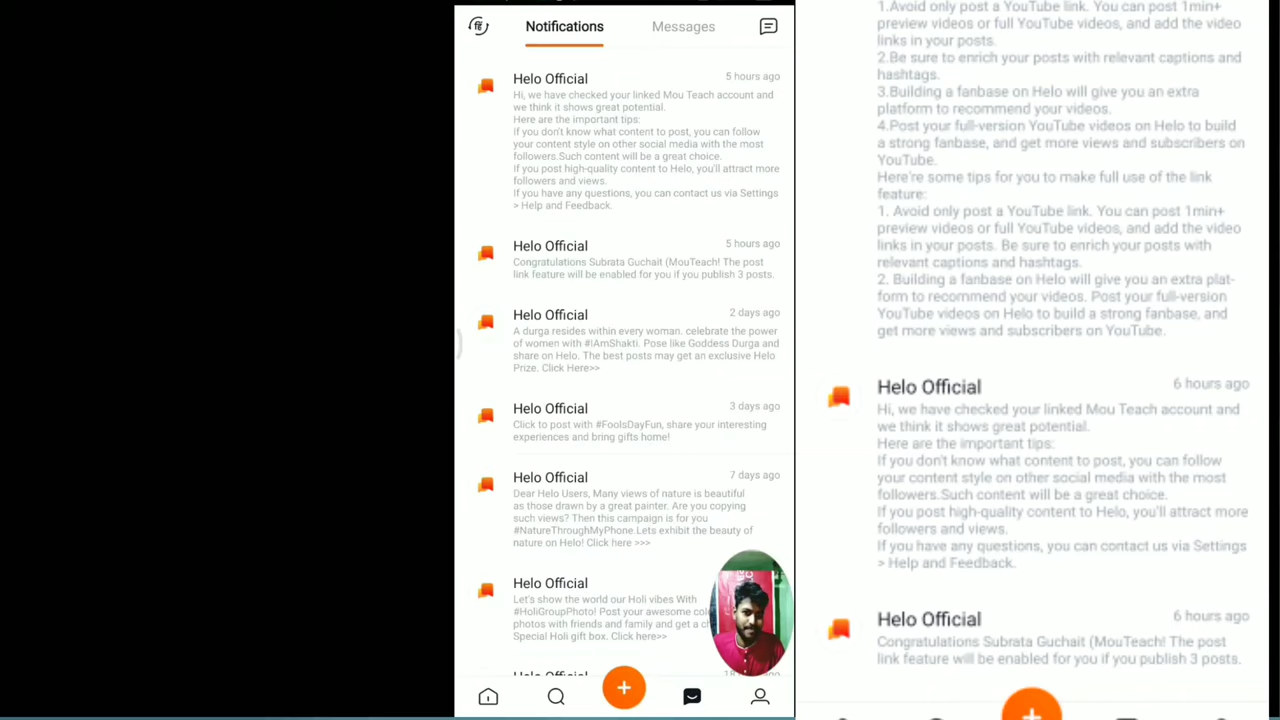 Notifications
Messages
Helo Official
5 hours ago
Hi, we have checked your linked Mou Teach account and
we think it shows great potential.
Here are the important tips:
if you don't know what content to post, you can follow
your content style on other social media with the most
followers.Such content will be a great choice.
If you post high-quality content to Helo, you'll attract more
followers and views.
If you have any questions, you can contact us via Settings
> Help and Feedback.
Helo Official
5 hours ago
Congratulations Subrata Guchait (MouTeach! The post
link feature will be enabled for you if you publish 3 posts.
Helo Official
2 days ago
A durga resides within every woman. celebrate the power
of women with #IAmShakti. Pose like Goddess Durga and
share on Helo. The best posts may get an exclusive Helo
Prize. Click Here>>
Helo Official
3 days ago
Click to post with #FoolsDayFun, share your interesting
experiences and bring gifts home!
Helo Official
7 days ago
Dear Helo Users, Many views of nature is beautiful
as those drawn by a great painter. Are you copying
such views? Then this campaign is for you
#NatureThroughMyPhone.Lets exhibit the beauty of
nature on Helo! Click here >>>
Helo Official
Let's show the world our Holi vibes With
#HoliGroupPhoto! Post your awesome
photos with friends and family and get a
Special Holi gift box. Click here>>
1.Avoid only post a YouTube link. You can post 1min+
preview videos or full YouTube videos, and add the video
links in your posts.
2.Be sure to enrich your posts with relevant captions and
hashtags.
3.Building a fanbase on Helo will give you an extra
platform to recommend your videos.
4.Post your full-version YouTube videos on Helo to build
a strong fanbase, and get more views and subscribers on
YouTube.
Here're some tips for you to make full use of the link
feature:
1. Avoid only post a YouTube link. You can post 1min+
preview videos or full YouTube videos, and add the video
links in your posts. Be sure to enrich your posts with
relevant captions and hashtags.
2. Building a fanbase on Helo will give you an extra plat-
form to recommend your videos. Post your full-version
YouTube videos on Helo to build a strong fanbase, and
get more views and subscribers on YouTube.
Helo Official
6 hours ago
Hi, we have checked your linked Mou Teach account and
we think it shows great potential.
Here are the important tips:
If you don't know what content to post, you can follow
your content style on other social media with the most
followers.Such content will be a great choice.
If you post high-quality content to Helo, you'll attract more
followers and views.
If you have any questions, you can contact us via Settings
> Help and Feedback.
Helo Official
6 hours ago
Congratulations Subrata Guchait (MouTeach! The post
link feature will be enabled for you if you publish 3 posts.